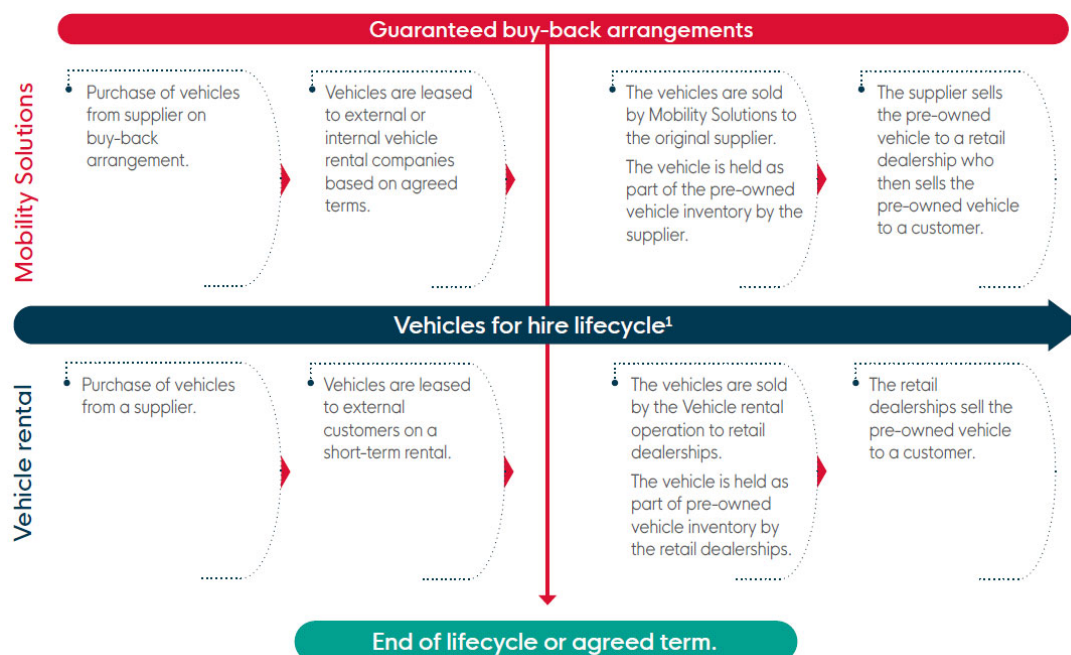 Guaranteed buy-back arrangements
Mobility Solutions
Purchase of vehicles
from supplier on
buy-back
arrangement.
Vehicles are leased
to external or
internal vehicle
rental companies
based on agreed
terms.
The vehicles are sold
by Mobility Solutions to
the original supplier.
The vehicle is held as
part of the pre-owned
vehicle inventory by the
supplier.
The supplier sells
the pre-owned
vehicle to a retail
dealership who
then sells the
pre-owned vehicle
to a customer.
Vehicles for hire lifecycle¹
Vehicle rental
Purchase of vehicles
from a supplier.
Vehicles are leased
to external
customers on a
short-term rental.
The vehicles are sold
by the Vehicle rental
operation to retail
dealerships.
The vehicle is held as
part of pre-owned
vehicle inventory by
the retail dealerships.
The retail
dealerships sell the
pre-owned vehicle
to a customer.
End of lifecycle or agreed term.